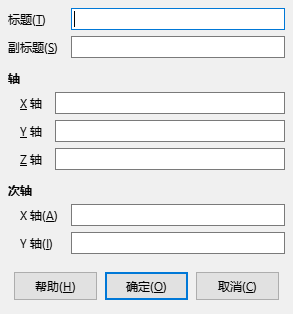 标题(T)
副标题(S)
轴
X 轴
Y 轴
Z 轴
次轴
X 轴(A)
Y 轴(I)
帮助(H) 确定(O) 取消(C)